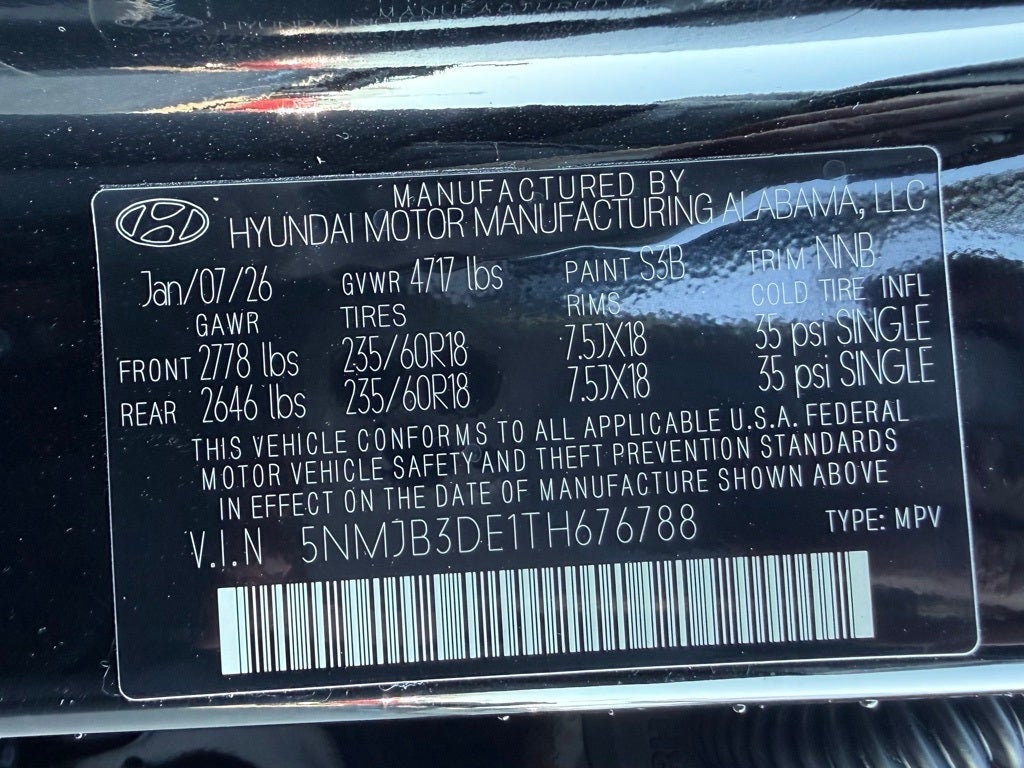 MANUFACTURED BY
HYUNDAI MOTOR MANUFACTURING ALABAMA, LLC
Jan/07/26 GVWR 4717 lbs PAINT S3B TRIM NNB
GAWR TIRES RIMS COLD TIRE INFL
FRONT 2778 lbs 235/60R18 7.5JX18 35 psi SINGLE
REAR 2646 lbs 235/60R18 7.5JX18 35 psi SINGLE
THIS VEHICLE CONFORMS TO ALL APPLICABLE U.S.A. FEDERAL
MOTOR VEHICLE SAFETY AND THEFT PREVENTION STANDARDS
IN EFFECT ON THE DATE OF MANUFACTURE SHOWN ABOVE
V.I.N 5NMJB3DE1TH676788 TYPE: MPV